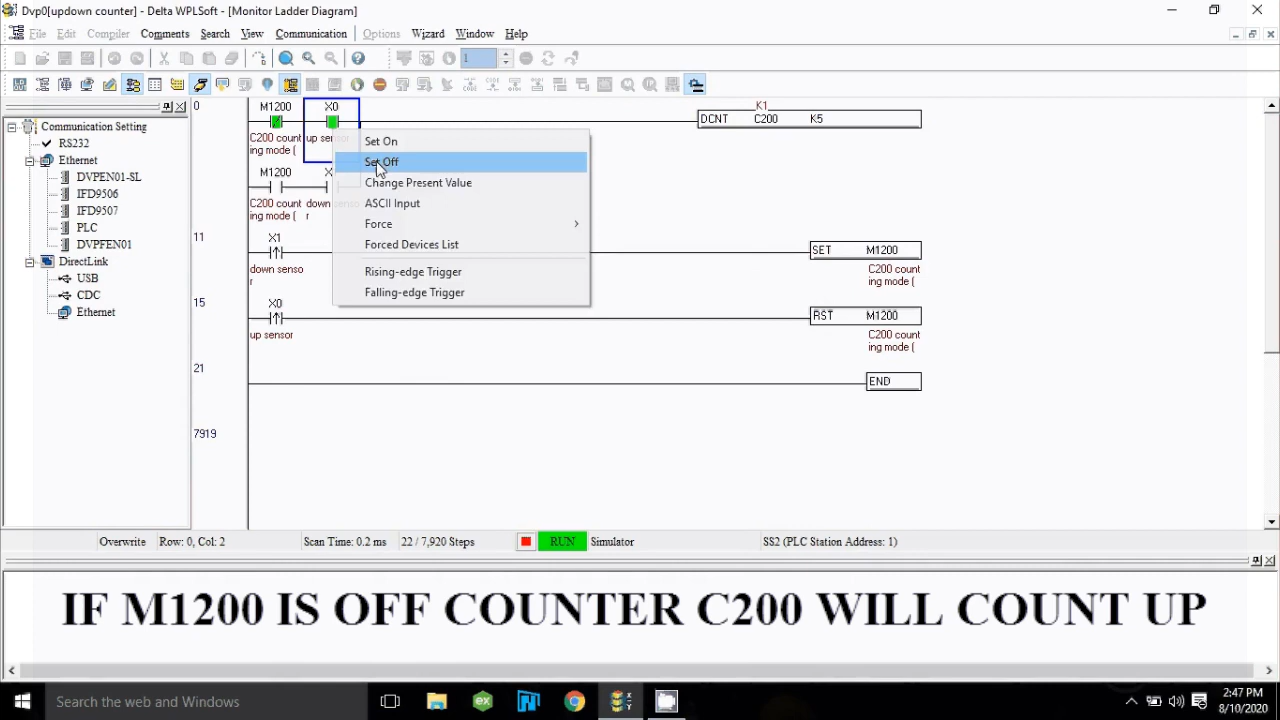 Dvp0[updown counter] - Delta WPLSoft - [Monitor Ladder Diagram]
File Edit Compiler Comments Search View Communication Options Wizard Window Help
1
Communication Setting
RS232
Ethernet
DVPEN01-SL
IFD9506
IFD9507
PLC
DVPFEN01
DirectLink
USB
CDC
Ethernet
0
M1200 X0
K1
DCNT C200 K5
C200 count up sensor
ing mode (
M1200 X
C200 count down senso
ing mode ( r
11
X1
SET M1200
down senso
r
C200 count
ing mode (
15
X0
RST M1200
up sensor
C200 count
ing mode (
21
END
7919
Set On
Set Off
Change Present Value
ASCII Input
Force
Forced Devices List
Rising-edge Trigger
Falling-edge Trigger
Overwrite Row: 0, Col: 2 Scan Time: 0.2 ms 22 / 7,920 Steps RUN Simulator SS2 (PLC Station Address: 1)
IF M1200 IS OFF COUNTER C200 WILL COUNT UP
Search the web and Windows
2:47 PM
8/10/2020